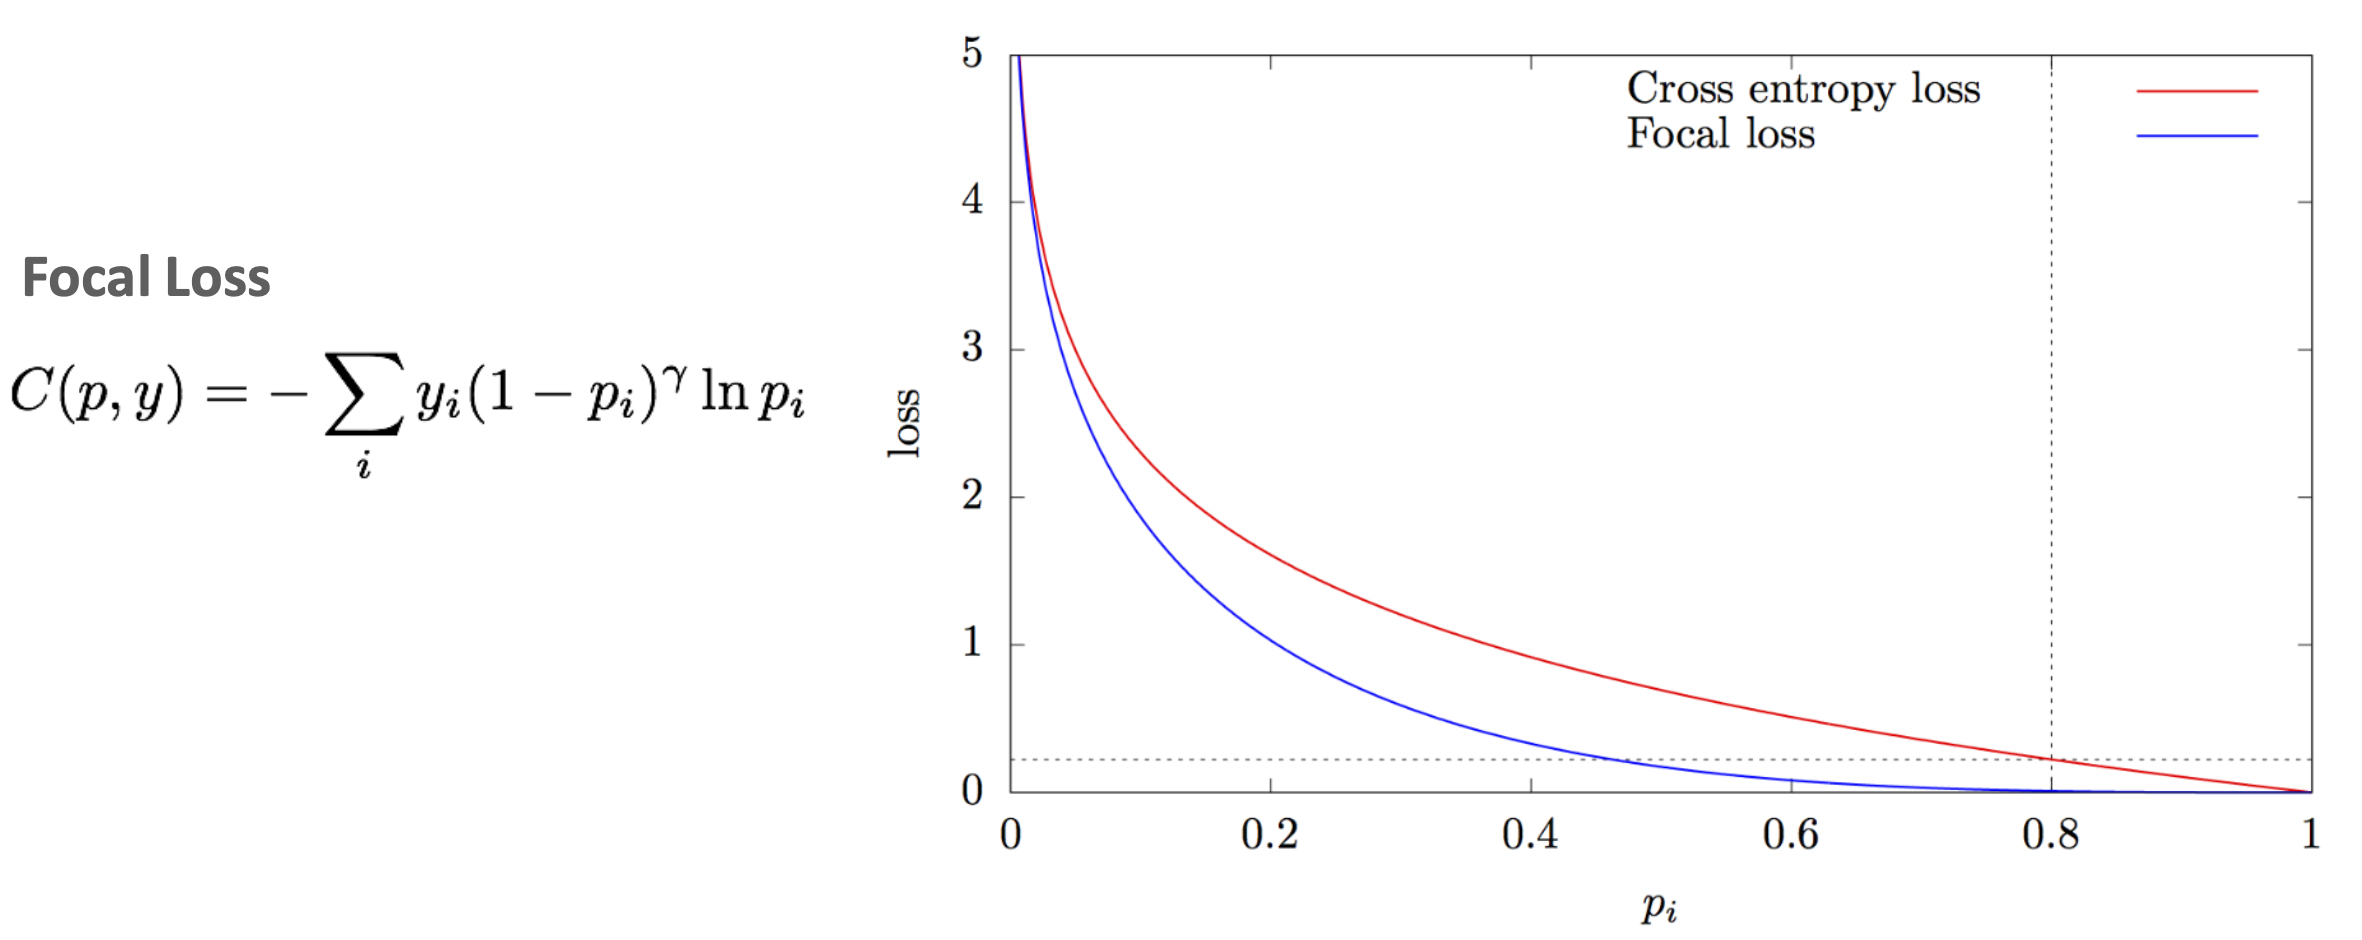 Focal Loss
C(p, y) = − ∑ yᵢ(1 − pᵢ)^γ ln pᵢ
i
5
4
3
2
1
0
loss
Cross entropy loss
Focal loss
0 0.2 0.4 0.6 0.8 1
pᵢ